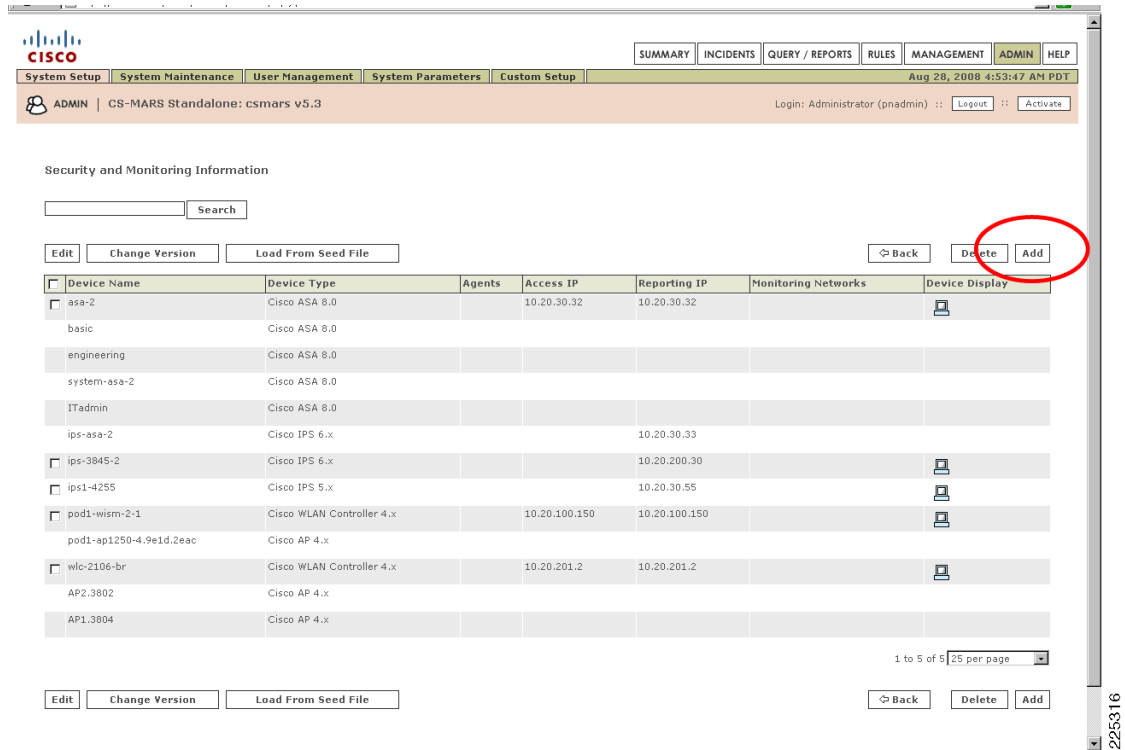 CISCO
SUMMARY INCIDENTS QUERY / REPORTS RULES MANAGEMENT ADMIN HELP
System Setup System Maintenance User Management System Parameters Custom Setup Aug 28, 2008 4:53:47 AM PDT
ADMIN | CS-MARS Standalone: csmars v5.3 Login: Administrator (pnadmin) :: Logout :: Activate
Security and Monitoring Information
Search
Edit Change Version Load From Seed File Back Delete Add
Device Name Device Type Agents Access IP Reporting IP Monitoring Networks Device Display
asa-2 Cisco ASA 8.0 10.20.30.32 10.20.30.32
basic Cisco ASA 8.0
engineering Cisco ASA 8.0
system-asa-2 Cisco ASA 8.0
ITadmin Cisco ASA 8.0
ips-asa-2 Cisco IPS 6.x 10.20.30.33
ips-3845-2 Cisco IPS 6.x 10.20.200.30
ips1-4255 Cisco IPS 5.x 10.20.30.55
pod1-wism-2-1 Cisco WLAN Controller 4.x 10.20.100.150 10.20.100.150
pod1-ap1250-4.9e1d.2eac Cisco AP 4.x
wlc-2106-br Cisco WLAN Controller 4.x 10.20.201.2 10.20.201.2
AP2.3802 Cisco AP 4.x
AP1.3804 Cisco AP 4.x
1 to 5 of 5 25 per page
Edit Change Version Load From Seed File Back Delete Add
225316